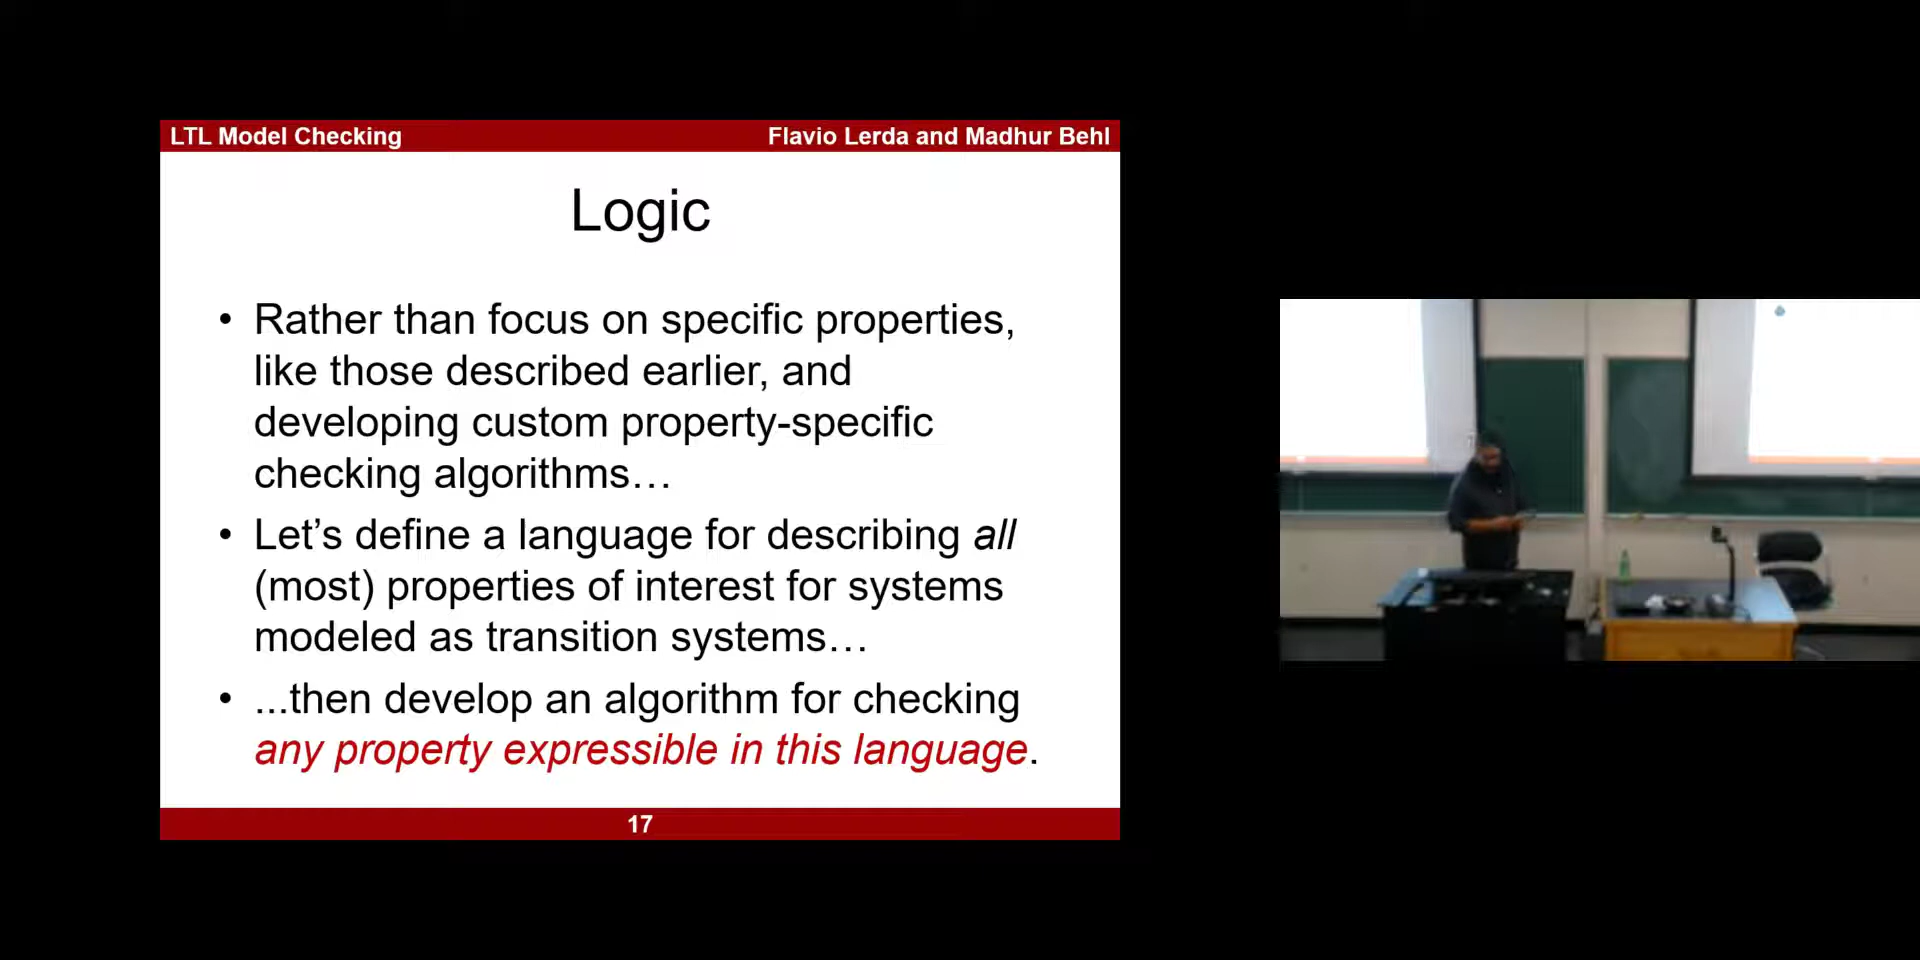 LTL Model Checking
Flavio Lerda and Madhur Behl
Logic
• Rather than focus on specific properties,
like those described earlier, and
developing custom property-specific
checking algorithms…
• Let’s define a language for describing all
(most) properties of interest for systems
modeled as transition systems…
• ...then develop an algorithm for checking
any property expressible in this language.
17